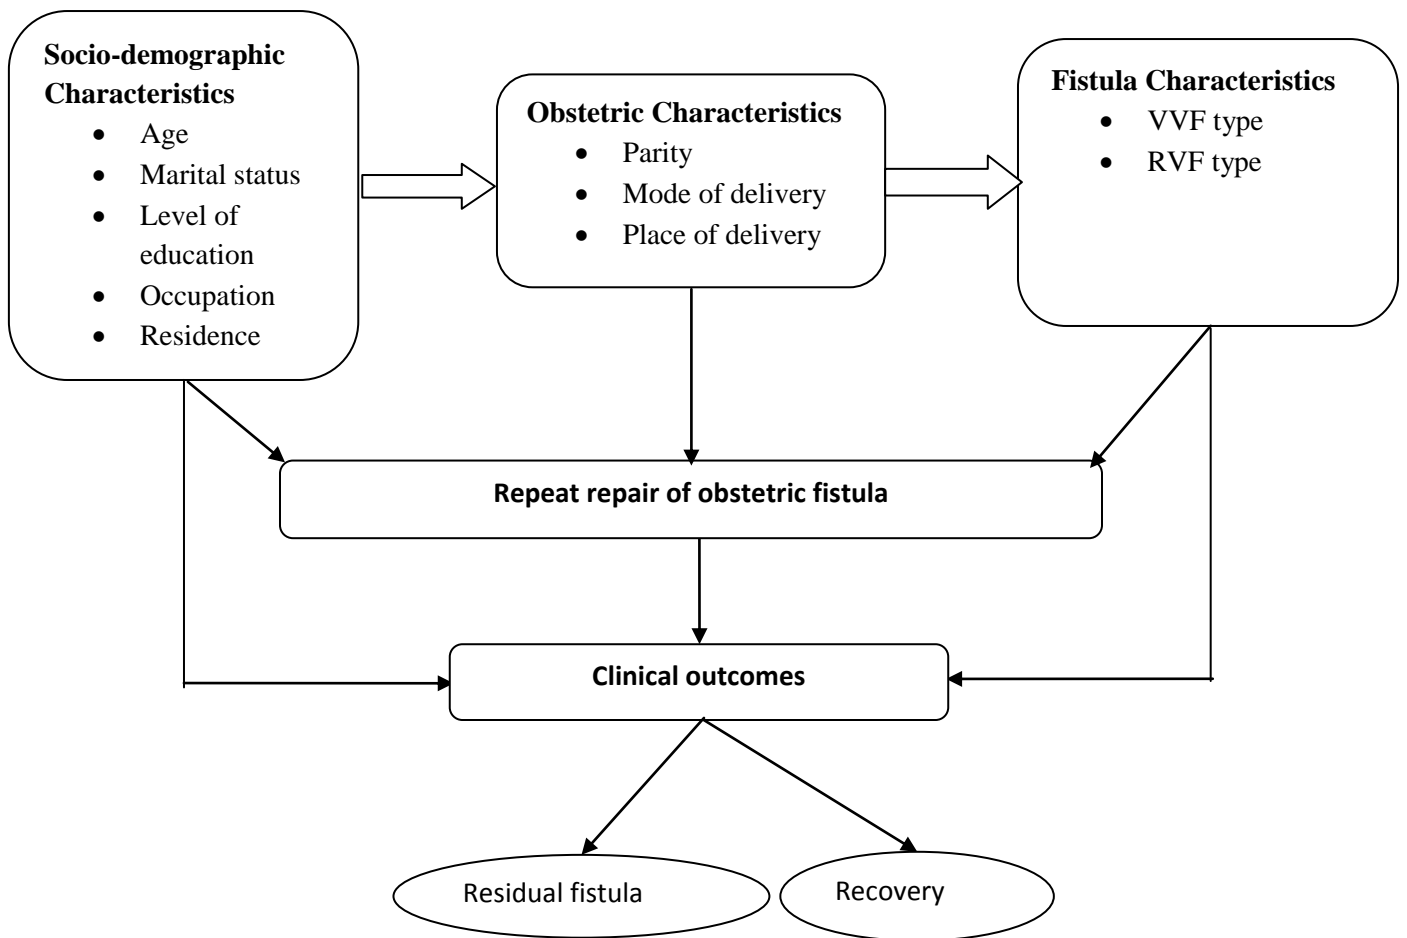 Socio-demographic
Characteristics
• Age
• Marital status
• Level of
education
• Occupation
• Residence
Obstetric Characteristics
• Parity
• Mode of delivery
• Place of delivery
Fistula Characteristics
• VVF type
• RVF type
Repeat repair of obstetric fistula
Clinical outcomes
Residual fistula
Recovery